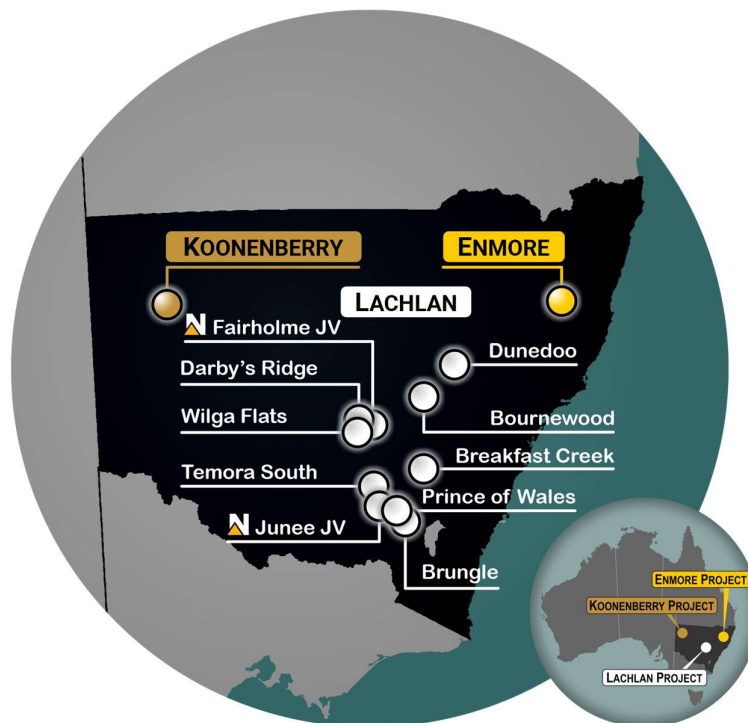 KOONENBERRY
ENMORE
LACHLAN
N Fairholme JV
Dunedoo
Darby's Ridge
Wilga Flats
Bournewood
Breakfast Creek
Temora South
Prince of Wales
N Junee JV
Brungle
ENMORE PROJECT
KOONENBERRY PROJECT
LACHLAN PROJECT